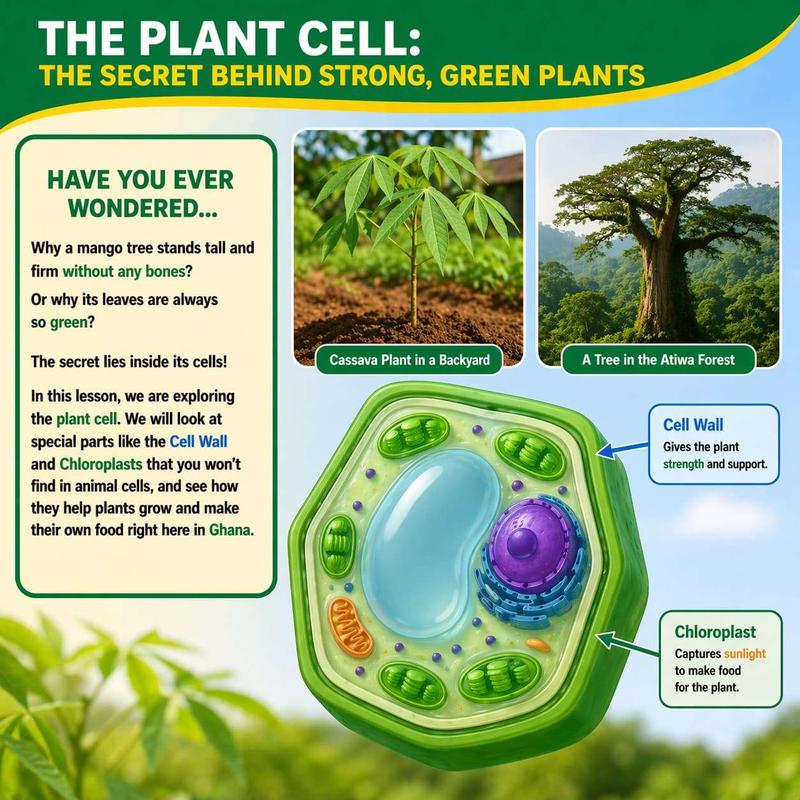 THE PLANT CELL:
THE SECRET BEHIND STRONG, GREEN PLANTS
HAVE YOU EVER
WONDERED...
Why a mango tree stands tall and
firm without any bones?
Or why its leaves are always
so green?
The secret lies inside its cells!
In this lesson, we are exploring
the plant cell. We will look at
special parts like the Cell Wall
and Chloroplasts that you won't
find in animal cells, and see how
they help plants grow and make
their own food right here in Ghana.
Cassava Plant in a Backyard
A Tree in the Atiwa Forest
Cell Wall
Gives the plant
strength and support.
Chloroplast
Captures sunlight
to make food
for the plant.